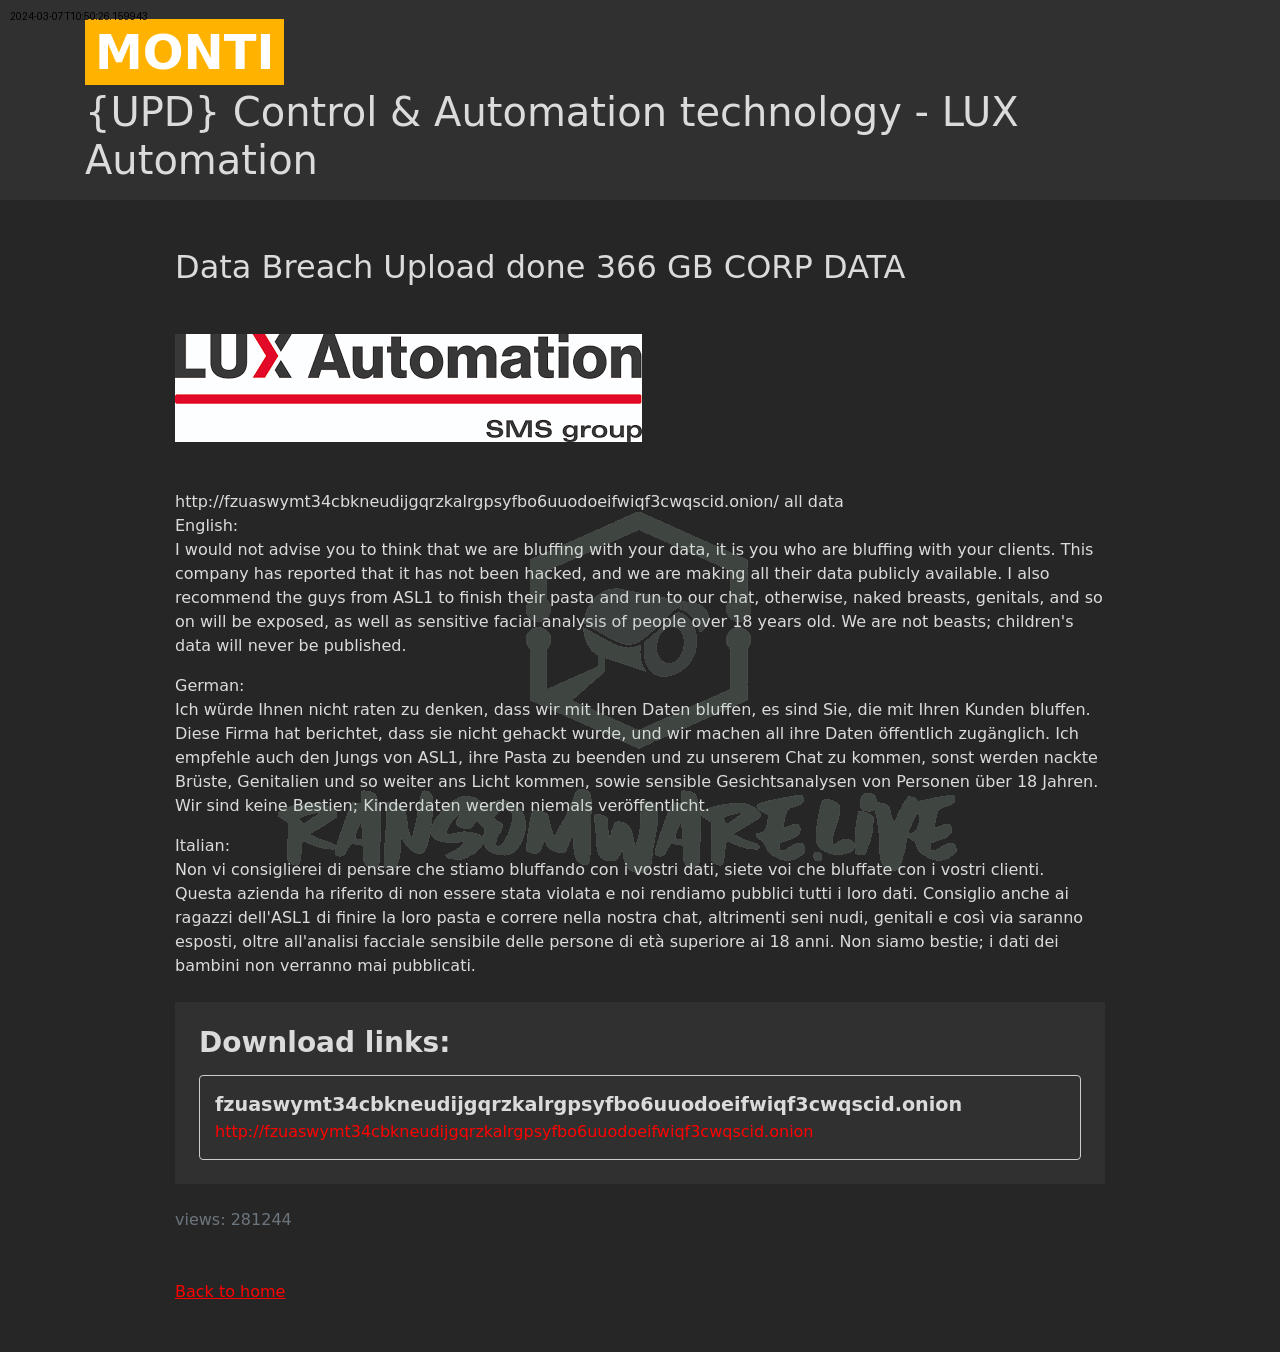 2024-03-07T10:50:26.159943
MONTI
{UPD} Control & Automation technology - LUX
Automation
Data Breach Upload done 366 GB CORP DATA
LUX Automation
SMS group
http://fzuaswymt34cbkneudijgqrzkalrgpsyfbo6uuodoeifwiqf3cwqscid.onion/ all data
English:
I would not advise you to think that we are bluffing with your data, it is you who are bluffing with your clients. This
company has reported that it has not been hacked, and we are making all their data publicly available. I also
recommend the guys from ASL1 to finish their pasta and run to our chat, otherwise, naked breasts, genitals, and so
on will be exposed, as well as sensitive facial analysis of people over 18 years old. We are not beasts; children's
data will never be published.
German:
Ich würde Ihnen nicht raten zu denken, dass wir mit Ihren Daten bluffen, es sind Sie, die mit Ihren Kunden bluffen.
Diese Firma hat berichtet, dass sie nicht gehackt wurde, und wir machen all ihre Daten öffentlich zugänglich. Ich
empfehle auch den Jungs von ASL1, ihre Pasta zu beenden und zu unserem Chat zu kommen, sonst werden nackte
Brüste, Genitalien und so weiter ans Licht kommen, sowie sensible Gesichtsanalysen von Personen über 18 Jahren.
Wir sind keine Bestien; Kinderdaten werden niemals veröffentlicht.
RANSOMWARE.LIVE
Italian:
Non vi consiglierei di pensare che stiamo bluffando con i vostri dati, siete voi che bluffate con i vostri clienti.
Questa azienda ha riferito di non essere stata violata e noi rendiamo pubblici tutti i loro dati. Consiglio anche ai
ragazzi dell'ASL1 di finire la loro pasta e correre nella nostra chat, altrimenti seni nudi, genitali e così via saranno
esposti, oltre all'analisi facciale sensibile delle persone di età superiore ai 18 anni. Non siamo bestie; i dati dei
bambini non verranno mai pubblicati.
Download links:
fzuaswymt34cbkneudijgqrzkalrgpsyfbo6uuodoeifwiqf3cwqscid.onion
http://fzuaswymt34cbkneudijgqrzkalrgpsyfbo6uuodoeifwiqf3cwqscid.onion
views: 281244
Back to home